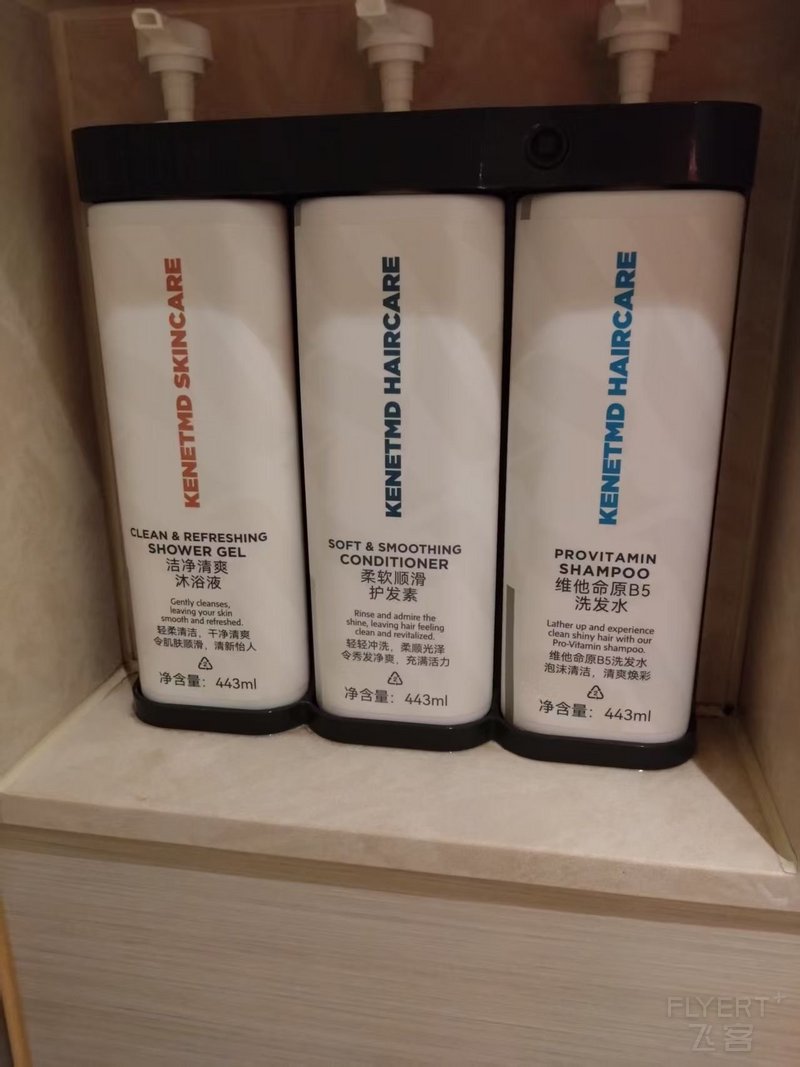 KENETMD SKINCARE
CLEAN & REFRESHING
SHOWER GEL
洁净清爽
沐浴液
Gently cleanses,
leaving your skin
smooth and refreshed.
轻柔清洁，干净清爽
令肌肤顺滑，清新怡人
净含量：443ml
KENETMD HAIRCARE
SOFT & SMOOTHING
CONDITIONER
柔软顺滑
护发素
Rinse and admire the
shine, leaving hair feeling
clean and revitalized.
轻轻冲洗，柔顺光泽
令秀发净爽，充满活力
净含量：443ml
KENETMD HAIRCARE
PROVITAMIN
SHAMPOO
维他命原B5
洗发水
Lather up and experience
clean shiny hair with our
Pro-Vitamin shampoo.
维他命原B5洗发水
泡沫清洁，清爽焕彩
净含量：443ml
FLYERT+
飞客